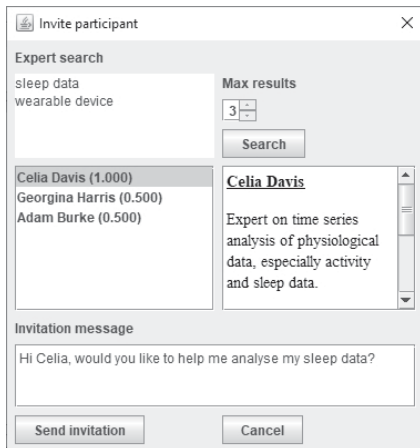 Invite participant
Expert search
sleep data
wearable device
Max results
3
Search
Celia Davis (1.000)
Georgina Harris (0.500)
Adam Burke (0.500)
Celia Davis
Expert on time series
analysis of physiological
data, especially activity
and sleep data.
Invitation message
Hi Celia, would you like to help me analyse my sleep data?
Send invitation
Cancel